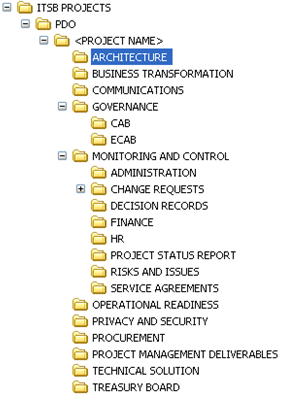 ITSB PROJECTS
PDO
<PROJECT NAME>
ARCHITECTURE
BUSINESS TRANSFORMATION
COMMUNICATIONS
GOVERNANCE
CAB
ECAB
MONITORING AND CONTROL
ADMINISTRATION
CHANGE REQUESTS
DECISION RECORDS
FINANCE
HR
PROJECT STATUS REPORT
RISKS AND ISSUES
SERVICE AGREEMENTS
OPERATIONAL READINESS
PRIVACY AND SECURITY
PROCUREMENT
PROJECT MANAGEMENT DELIVERABLES
TECHNICAL SOLUTION
TREASURY BOARD